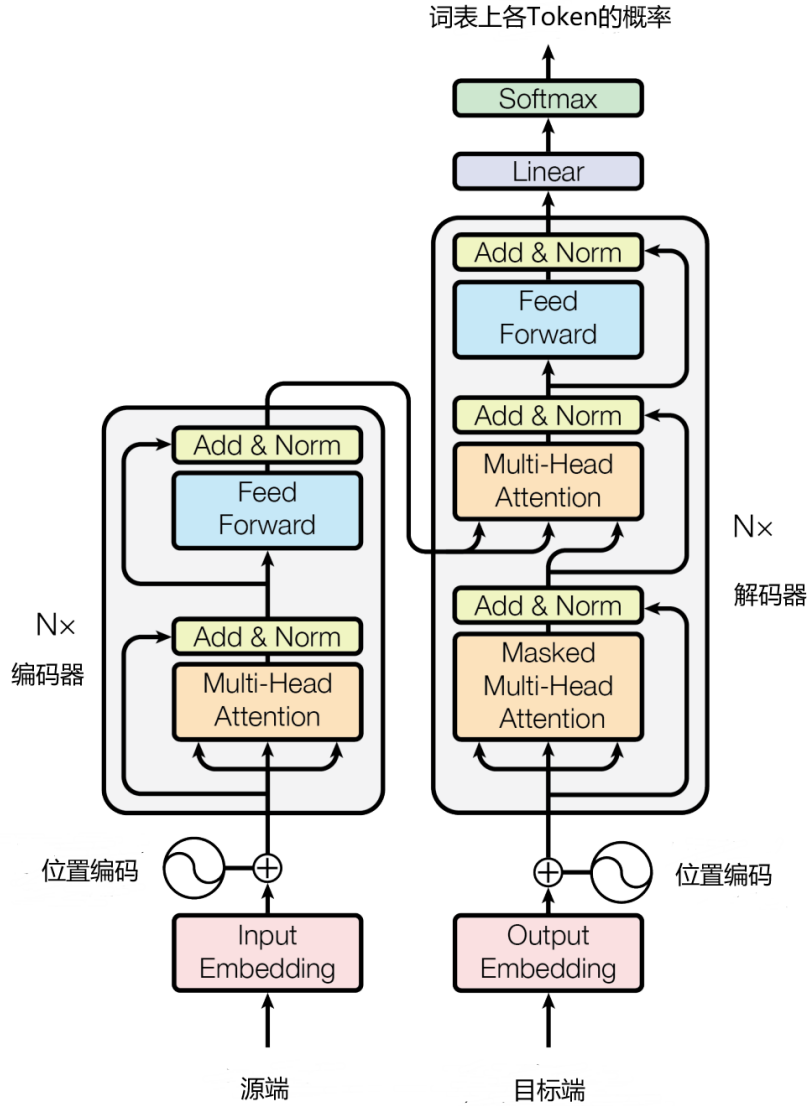 词表上各Token的概率
Softmax
Linear
Add & Norm
Feed
Forward
Add & Norm
Multi-Head
Attention
Add & Norm
Masked
Multi-Head
Attention
N×
解码器
Add & Norm
Feed
Forward
Add & Norm
Multi-Head
Attention
N×
编码器
位置编码
位置编码
Input
Embedding
Output
Embedding
源端
目标端